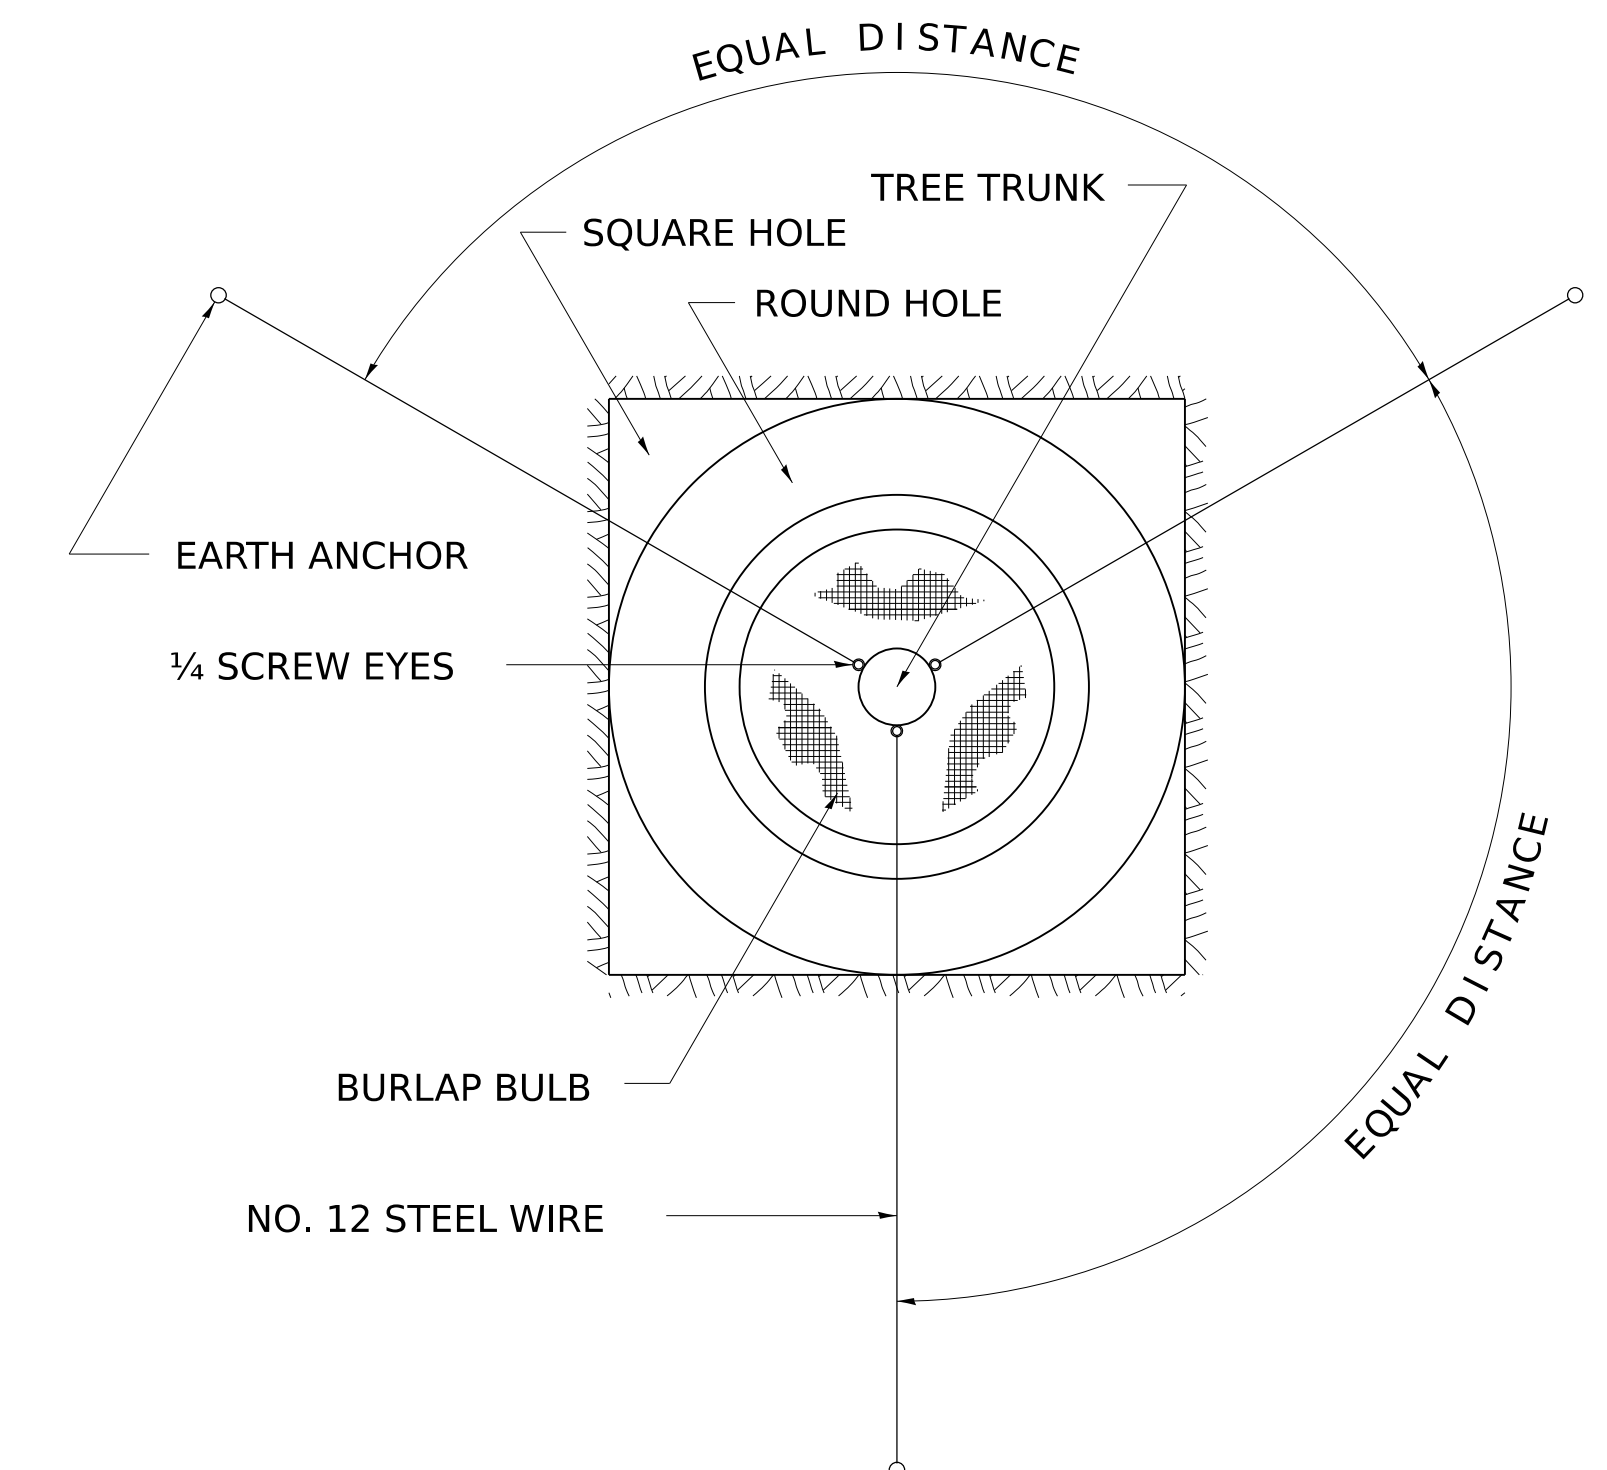 EQUAL DISTANCE
TREE TRUNK
SQUARE HOLE
ROUND HOLE
EARTH ANCHOR
¼ SCREW EYES
EQUAL DISTANCE
BURLAP BULB
NO. 12 STEEL WIRE